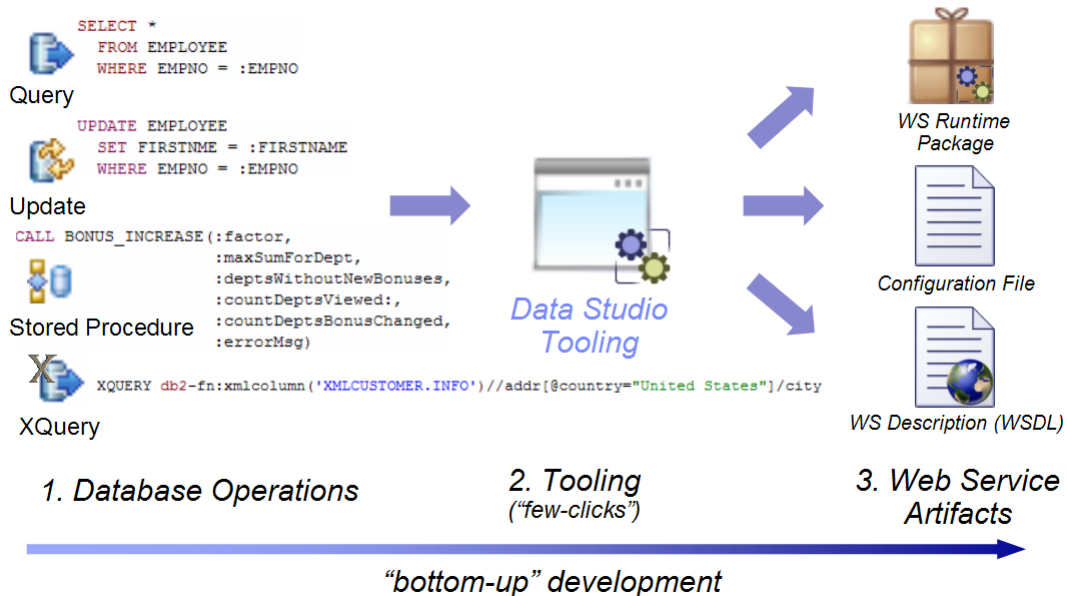 SELECT *
FROM EMPLOYEE
WHERE EMPNO = :EMPNO
Query
UPDATE EMPLOYEE
SET FIRSTNME = :FIRSTNAME
WHERE EMPNO = :EMPNO
Update
CALL BONUS_INCREASE(:factor,
:maxSumForDept,
:deptsWithoutNewBonuses,
:countDeptsViewed:,
:countDeptsBonusChanged,
:errorMsg)
Stored Procedure
X
XQUERY db2-fn:xmlcolumn('XMLCUSTOMER.INFO')//addr[@country="United States"]/city
XQuery
Data Studio
Tooling
WS Runtime
Package
Configuration File
WS Description (WSDL)
1. Database Operations
2. Tooling
(“few-clicks”)
3. Web Service
Artifacts
“bottom-up” development